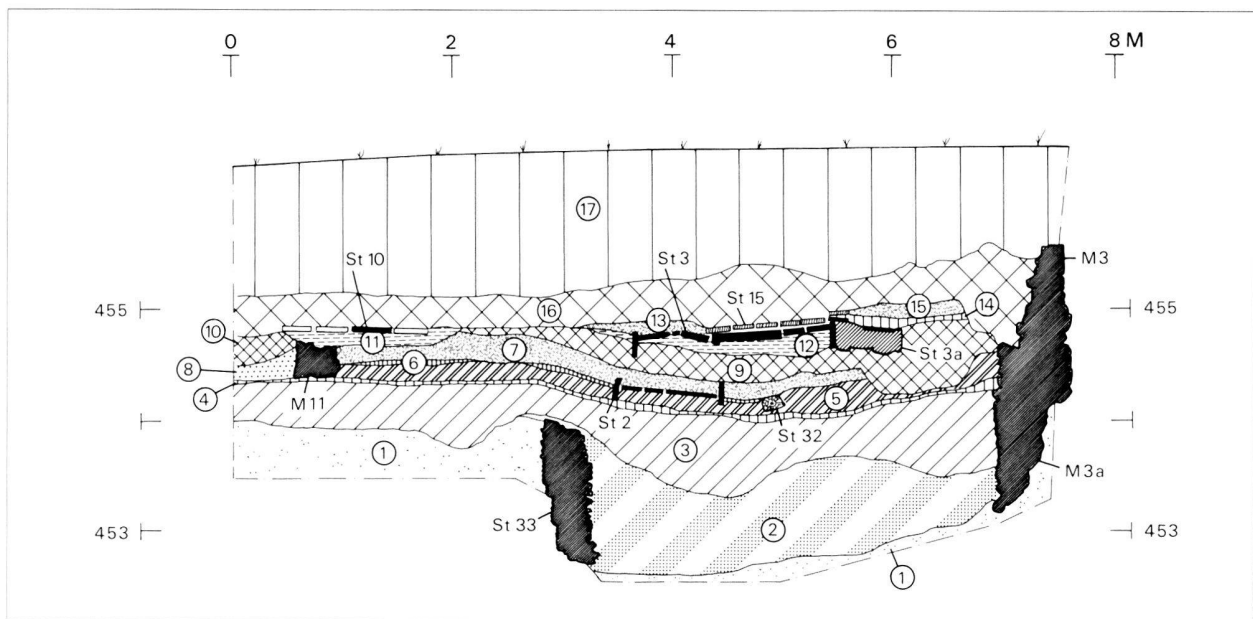 0 2 4 6 8 M
17
St 10 St 3 M3
St 15
455 16 13 15 14 455
10 11 12
7 St 3a
8 6 9
4 M 11 5
St 2 St 32
1 3
M3a
St 33
453 2 453
1